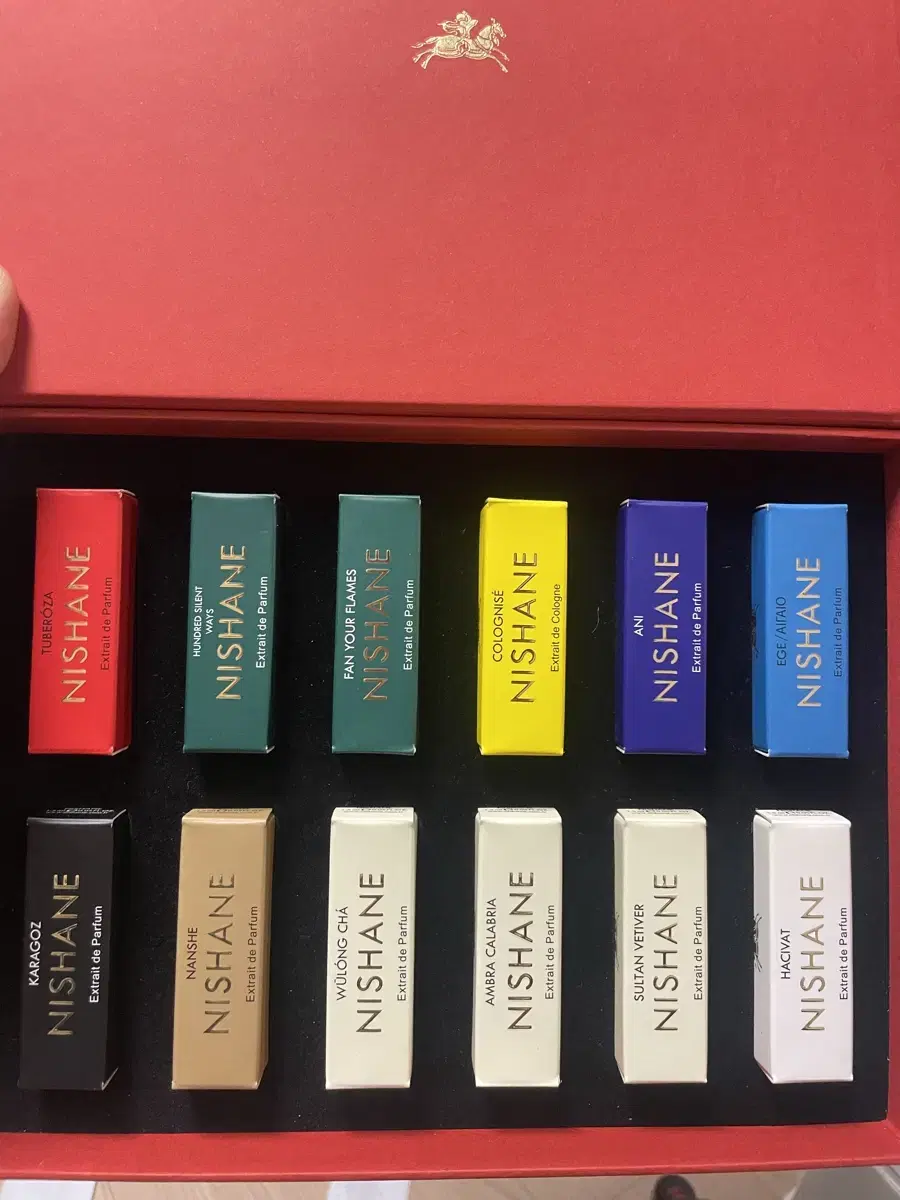 TUBERÓZA
NISHANE
Extrait de Parfum
HUNDRED SILENT
WAYS
NISHANE
Extrait de Parfum
FAN YOUR FLAMES
NISHANE
Extrait de Parfum
COLOGNISÉ
NISHANE
Extrait de Cologne
ANI
NISHANE
Extrait de Parfum
EGE/ΑΙΓΑΙΟ
NISHANE
Extrait de Parfum
KARAGOZ
NISHANE
Extrait de Parfum
NANSHE
NISHANE
Extrait de Parfum
WŪLÓNG CHÁ
NISHANE
Extrait de Parfum
AMBRA CALABRIA
NISHANE
Extrait de Parfum
SULTAN VETIVER
NISHANE
Extrait de Parfum
HACIVAT
NISHANE
Extrait de Parfum